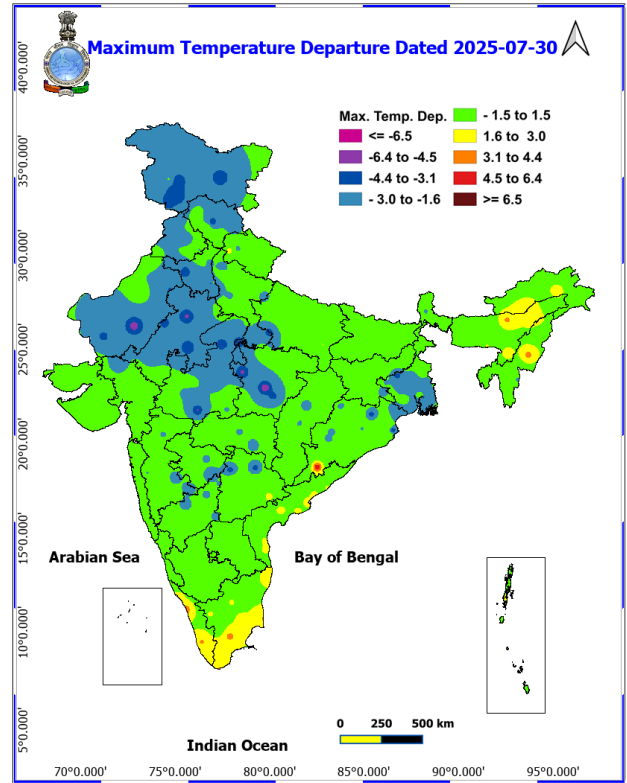 Maximum Temperature Departure Dated 2025-07-30
Max. Temp. Dep.
<= -6.5
-6.4 to -4.5
-4.4 to -3.1
- 3.0 to -1.6
- 1.5 to 1.5
1.6 to 3.0
3.1 to 4.4
4.5 to 6.4
>= 6.5
40°0.000'
35°0.000'
30°0.000'
25°0.000'
20°0.000'
15°0.000'
10°0.000'
5°0.000'
Arabian Sea
Bay of Bengal
Indian Ocean
0 250 500 km
70°0.000' 75°0.000' 80°0.000' 85°0.000' 90°0.000' 95°0.000'